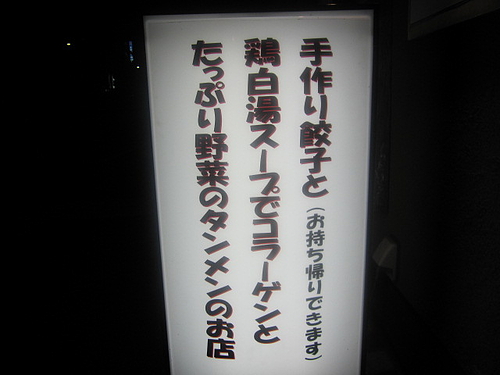 手作り餃子と(お持ち帰りできます)
鶏白湯スープでコラーゲンと
たっぷり野菜のタンメンのお店